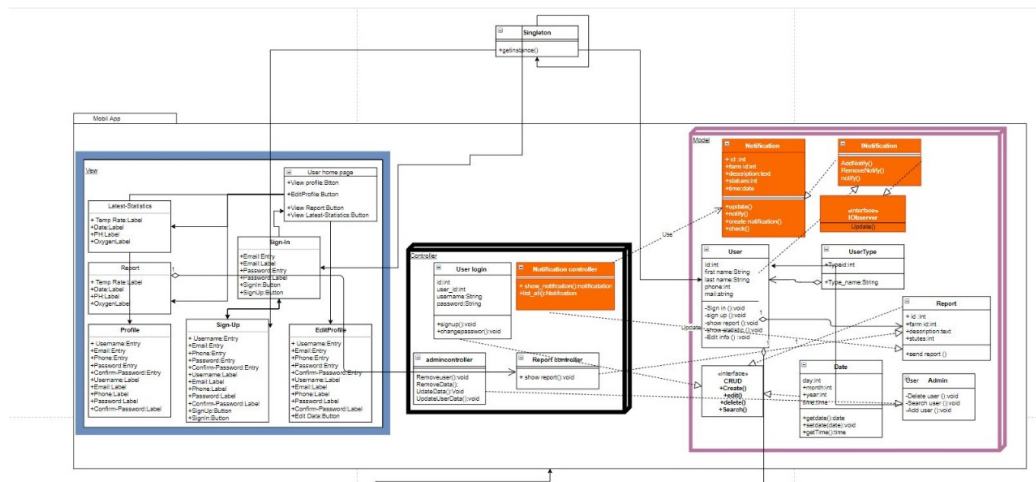 Singleton
+getInstance()
Mobil App
View
User home page
+View profile:Btton
+EditProfile:Button
+View Report:Button
+View Latest-Statistics:Button
Latest-Statistics
+ Temp Rate:Label
+Date:Label
+PH:Label
+OxygenLabel
Sign-In
+Email:Entry
+Email:Label
+Password:Entry
+Password:Label
+SignIn:Button
+SignUp:Button
Report
+ Temp Rate:Label
+Date:Label
+PH:Label
+OxygenLabel
1
Profile
+ Username:Entry
+Email:Entry
+Phone:Entry
+Password:Entry
+Confirm-Password:Entry
+Username:Label
+Email:Label
+Phone:Label
+Password:Label
+Confirm-Password:Label
Sign-Up
+ Username:Entry
+Email:Entry
+Phone:Entry
+Password:Entry
+Confirm-Password:Entry
+Username:Label
+Email:Label
+Phone:Label
+Password:Label
+Confirm-Password:Label
+SignUp:Button
+SignIn:Button
EditProfile
+ Username:Entry
+Email:Entry
+Phone:Entry
+Password:Entry
+Confirm-Password:Entry
+Username:Label
+Email:Label
+Phone:Label
+Password:Label
+Confirm-Password:Label
+Edit Data:Button
Controller
User login
id:int
user_id:int
username:String
password:String
+signup():void
+changepasswon():void
Notification controller
+ show_notification():notificatation
+list_all():Notification
admincontroller
Removeuser():void
RemoveData():
UdateData():Void
UpdateUserData():void
Report controller
+ show report():void
Use
Update
Model
Notification
+ id :int
+farm id:int
+description:text
+statues:int
+time:date
+update()
+notify()
+create notification()
+check()
INotification
AddNotify()
RemoveNotify()
notify()
«interface»
IObserver
Update()
User
id:int
first name:String
last name:String
phone:int
mail:string
-Sign in ():void
-sign up ():void
-show report ():void
-show statistic():void
-Edit info ():void
UserType
+Typeid:int
+Type_name:String
1
Report
+ id :int
+farm id:int
+description:text
+stutes:int
+send report ()
1
«interface»
CRUD
+Create()
+edit()
+delete()
+Search()
Date
day:int
+month:int
+year:int
time:time
+getdate():date
+setdate(date):void
+getTime():time
User
Admin
-Delete user ():void
-Search user ():void
-Add user ():void